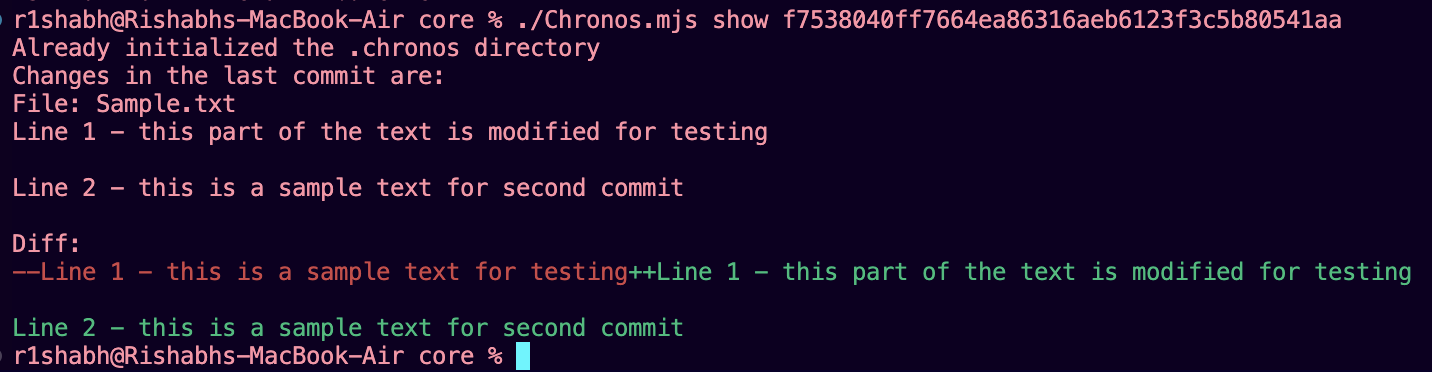 r1shabh@Rishabhs-MacBook-Air core % ./Chronos.mjs show f7538040ff7664ea86316aeb6123f3c5b80541aa
Already initialized the .chronos directory
Changes in the last commit are:
File: Sample.txt
Line 1 - this part of the text is modified for testing
Line 2 - this is a sample text for second commit
Diff:
--Line 1 - this is a sample text for testing++Line 1 - this part of the text is modified for testing
Line 2 - this is a sample text for second commit
r1shabh@Rishabhs-MacBook-Air core %